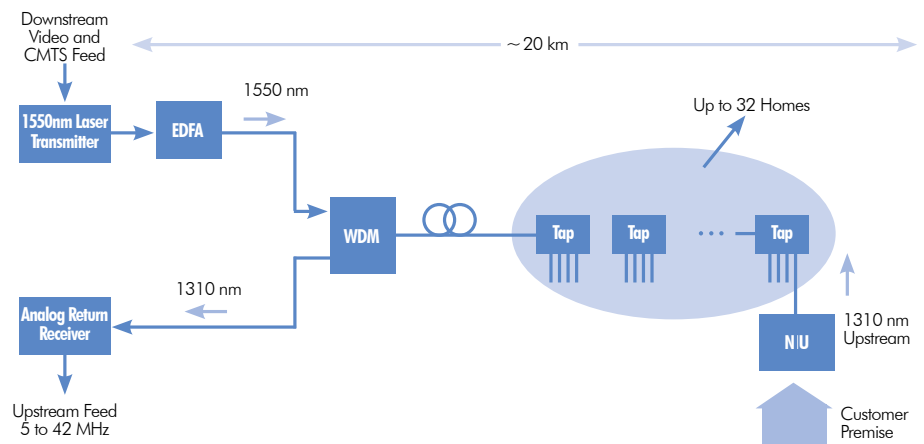 Downstream
Video and
CMTS Feed
~20 km
1550 nm
Up to 32 Homes
1550nm Laser
Transmitter
EDFA
WDM
Tap
Tap
...
Tap
1310 nm
Analog Return
Receiver
NIU
1310 nm
Upstream
Upstream Feed
5 to 42 MHz
Customer
Premise